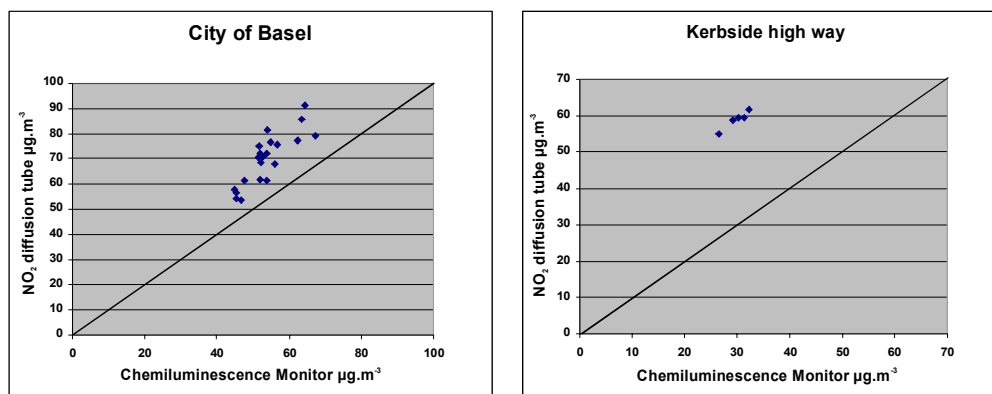 City of Basel
100
90
80
70
60
50
40
30
20
10
0
NO₂ diffusion tube µg.m⁻³
0 20 40 60 80 100
Chemiluminescence Monitor µg.m⁻³
Kerbside high way
70
60
50
40
30
20
10
0
NO₂ diffusion tube µg.m⁻³
0 10 20 30 40 50 60 70
Chemiluminescence Monitor µg.m⁻³